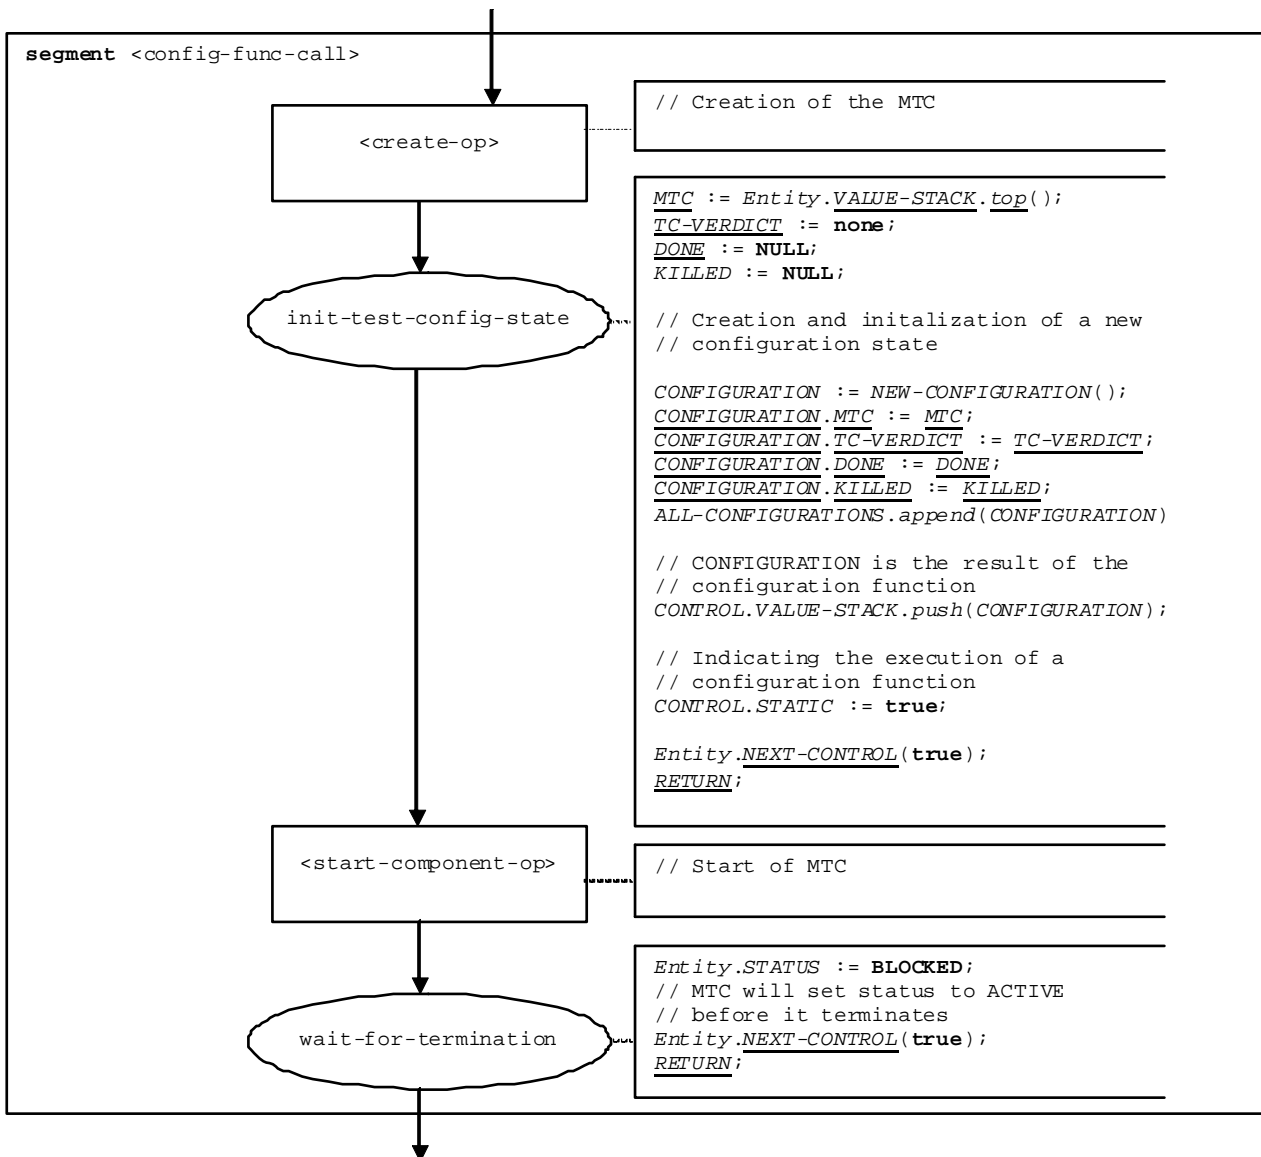 segment <config-func-call>
<create-op>
// Creation of the MTC
init-test-config-state
MTC := Entity.VALUE-STACK.top();
TC-VERDICT := none;
DONE := NULL;
KILLED := NULL;
// Creation and initalization of a new
// configuration state
CONFIGURATION := NEW-CONFIGURATION();
CONFIGURATION.MTC := MTC;
CONFIGURATION.TC-VERDICT := TC-VERDICT;
CONFIGURATION.DONE := DONE;
CONFIGURATION.KILLED := KILLED;
ALL-CONFIGURATIONS.append(CONFIGURATION)
// CONFIGURATION is the result of the
// configuration function
CONTROL.VALUE-STACK.push(CONFIGURATION);
// Indicating the execution of a
// configuration function
CONTROL.STATIC := true;
Entity.NEXT-CONTROL(true);
RETURN;
<start-component-op>
// Start of MTC
wait-for-termination
Entity.STATUS := BLOCKED;
// MTC will set status to ACTIVE
// before it terminates
Entity.NEXT-CONTROL(true);
RETURN;